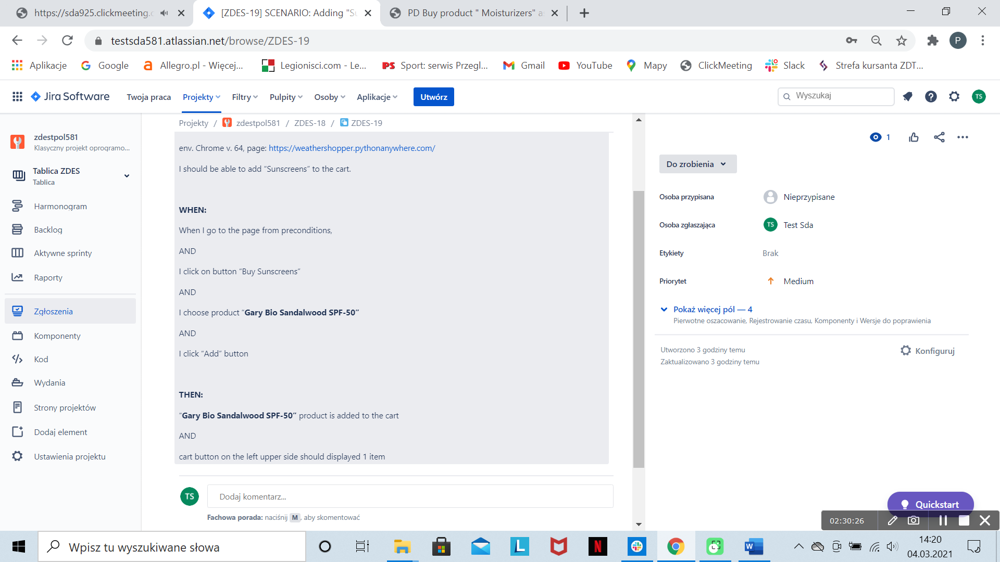 https://sda925.clickmeeting.c
[ZDES-19] SCENARIO: Adding "Su
PD Buy product " Moisturizers" a
testsda581.atlassian.net/browse/ZDES-19
P
Aplikacje
Google
Allegro.pl - Więcej...
Legionisci.com - Le...
PS Sport: serwis Przegl...
Gmail
YouTube
Mapy
ClickMeeting
Slack
Strefa kursanta ZDT...
Jira Software
Twoja praca
Projekty
Filtry
Pulpity
Osoby
Aplikacje
Utwórz
Wyszukaj
TS
Projekty / zdestpol581 / ZDES-18 / ZDES-19
zdestpol581
Klasyczny projekt oprogramo...
Tablica ZDES
Tablica
Harmonogram
Backlog
Aktywne sprinty
Raporty
Zgłoszenia
Komponenty
Kod
Wydania
Strony projektów
Dodaj element
Ustawienia projektu
env. Chrome v. 64, page: https://weathershopper.pythonanywhere.com/
I should be able to add “Sunscreens” to the cart.
WHEN:
When I go to the page from preconditions,
AND
I click on button “Buy Sunscreens”
AND
I choose product “Gary Bio Sandalwood SPF-50”
AND
I click “Add” button
THEN:
“Gary Bio Sandalwood SPF-50” product is added to the cart
AND
cart button on the left upper side should displayed 1 item
TS
Dodaj komentarz...
Fachowa porada: naciśnij M, aby skomentować
1
Do zrobienia
Osoba przypisana
Nieprzypisane
Osoba zgłaszająca
TS Test Sda
Etykiety
Brak
Priorytet
Medium
Pokaż więcej pól — 4
Pierwotne oszacowanie, Rejestrowanie czasu, Komponenty i Wersje do poprawienia
Utworzono 3 godziny temu
Zaktualizowano 3 godziny temu
Konfiguruj
Quickstart
02:30:26
Wpisz tu wyszukiwane słowa
L
N
W
14:20
04.03.2021